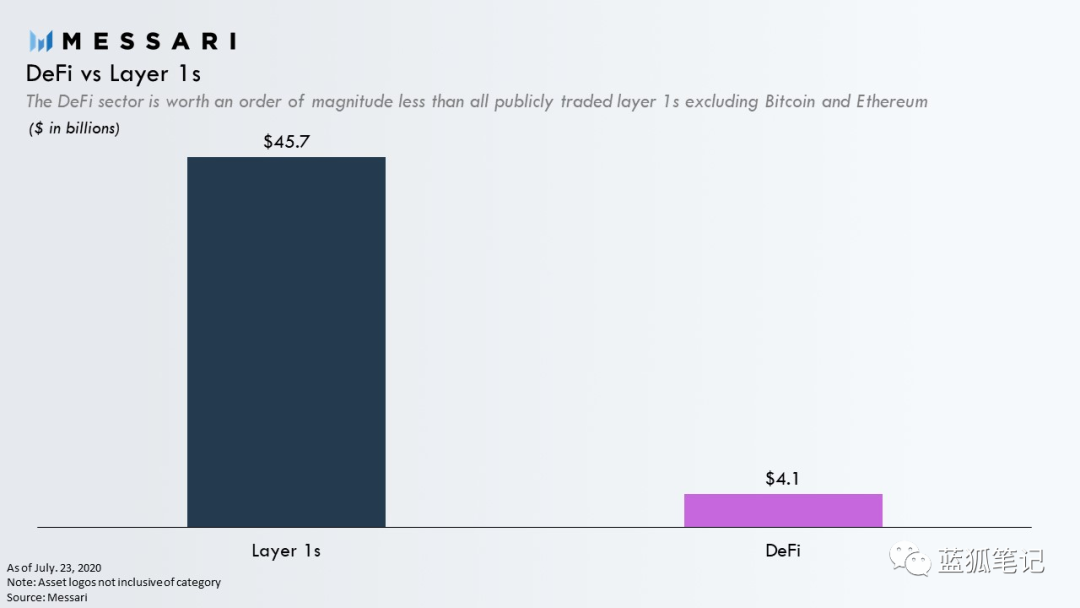 MESSARI
DeFi vs Layer 1s
The DeFi sector is worth an order of magnitude less than all publicly traded layer 1s excluding Bitcoin and Ethereum
($ in billions)
$45.7
$4.1
Layer 1s
DeFi
蓝狐笔记
As of July. 23, 2020
Note: Asset logos not inclusive of category
Source: Messari